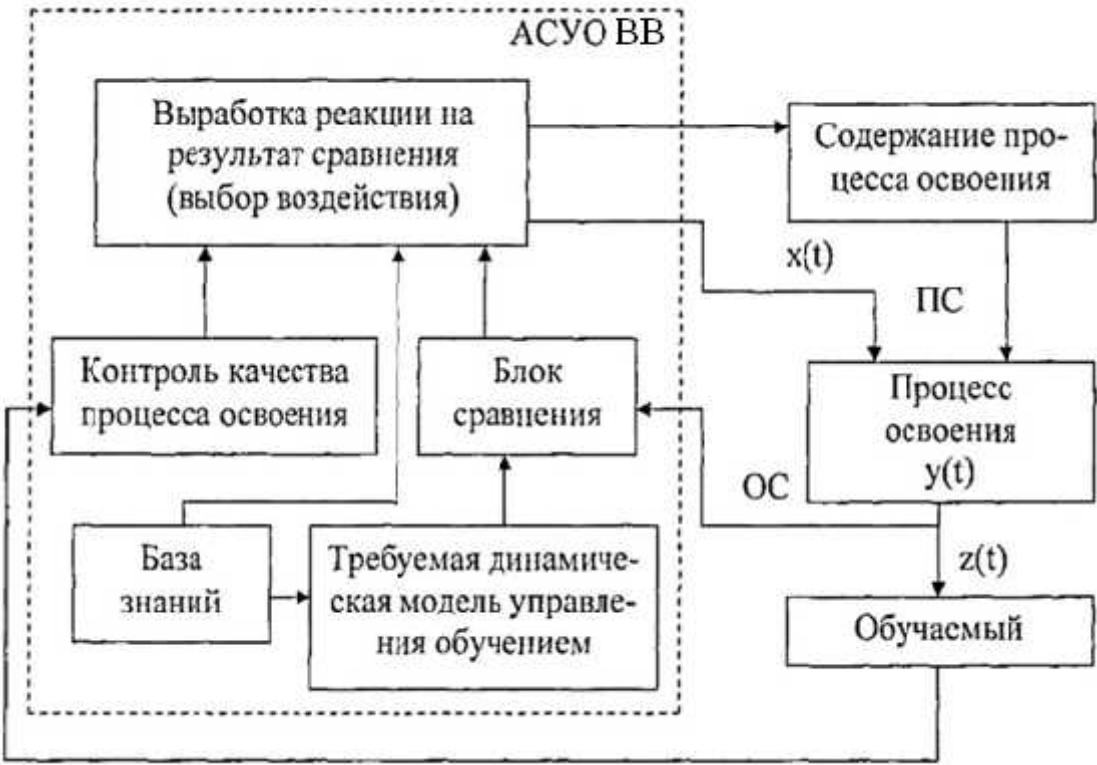 АСУО ВВ
Выработка реакции на
результат сравнения
(выбор воздействия)
Содержание про-
цесса освоения
x(t)
ПС
Контроль качества
процесса освоения
Блок
сравнения
Процесс
освоения
y(t)
ОС
База
знаний
Требуемая динамиче-
ская модель управле-
ния обучением
z(t)
Обучаемый